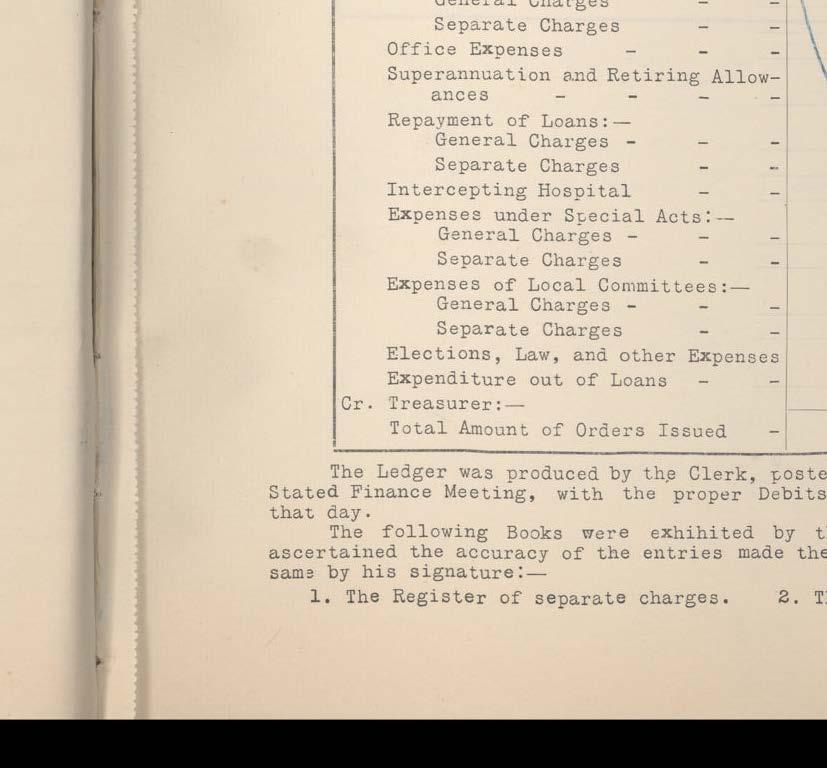 General Charges - -
Separate Charges - -
Office Expenses - - -
Superannuation and Retiring Allow-
ances - - - -
Repayment of Loans:—
General Charges - - -
Separate Charges - -
Intercepting Hospital - -
Expenses under Special Acts:—
General Charges - - -
Separate Charges - -
Expenses of Local Committees:—
General Charges - - -
Separate Charges - -
Elections, Law, and other Expenses
Expenditure out of Loans - -
Cr. Treasurer:—
Total Amount of Orders Issued -
The Ledger was produced by the Clerk, poste
Stated Finance Meeting, with the proper Debits
that day.
The following Books were exhihited by t
ascertained the accuracy of the entries made the
same by his signature:—
1. The Register of separate charges. 2. T